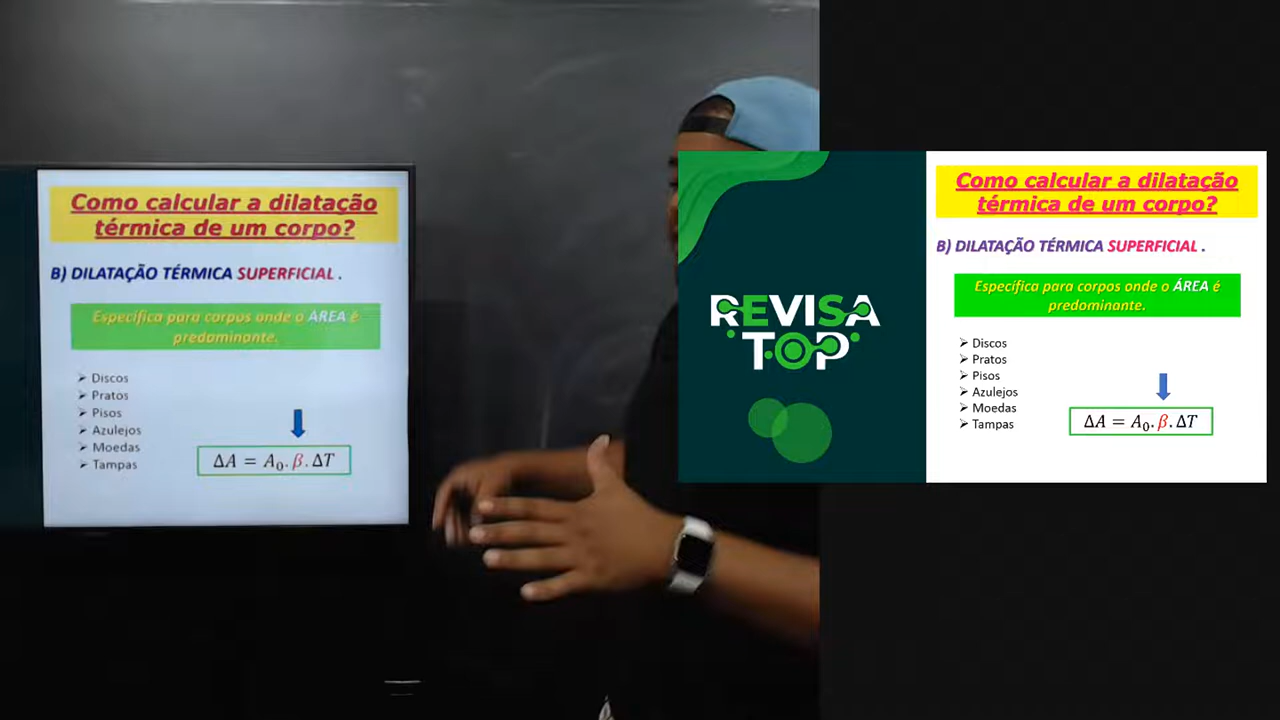 Como calcular a dilatação
térmica de um corpo?
B) DILATAÇÃO TÉRMICA SUPERFICIAL .
Específica para corpos onde o ÁREA é
predominante.
➢ Discos
➢ Pratos
➢ Pisos
➢ Azulejos
➢ Moedas
➢ Tampas
ΔA = A₀. β. ΔT
REVISA
TOP
Como calcular a dilatação
térmica de um corpo?
B) DILATAÇÃO TÉRMICA SUPERFICIAL .
Específica para corpos onde o ÁREA é
predominante.
➢ Discos
➢ Pratos
➢ Pisos
➢ Azulejos
➢ Moedas
➢ Tampas
ΔA = A₀. β. ΔT